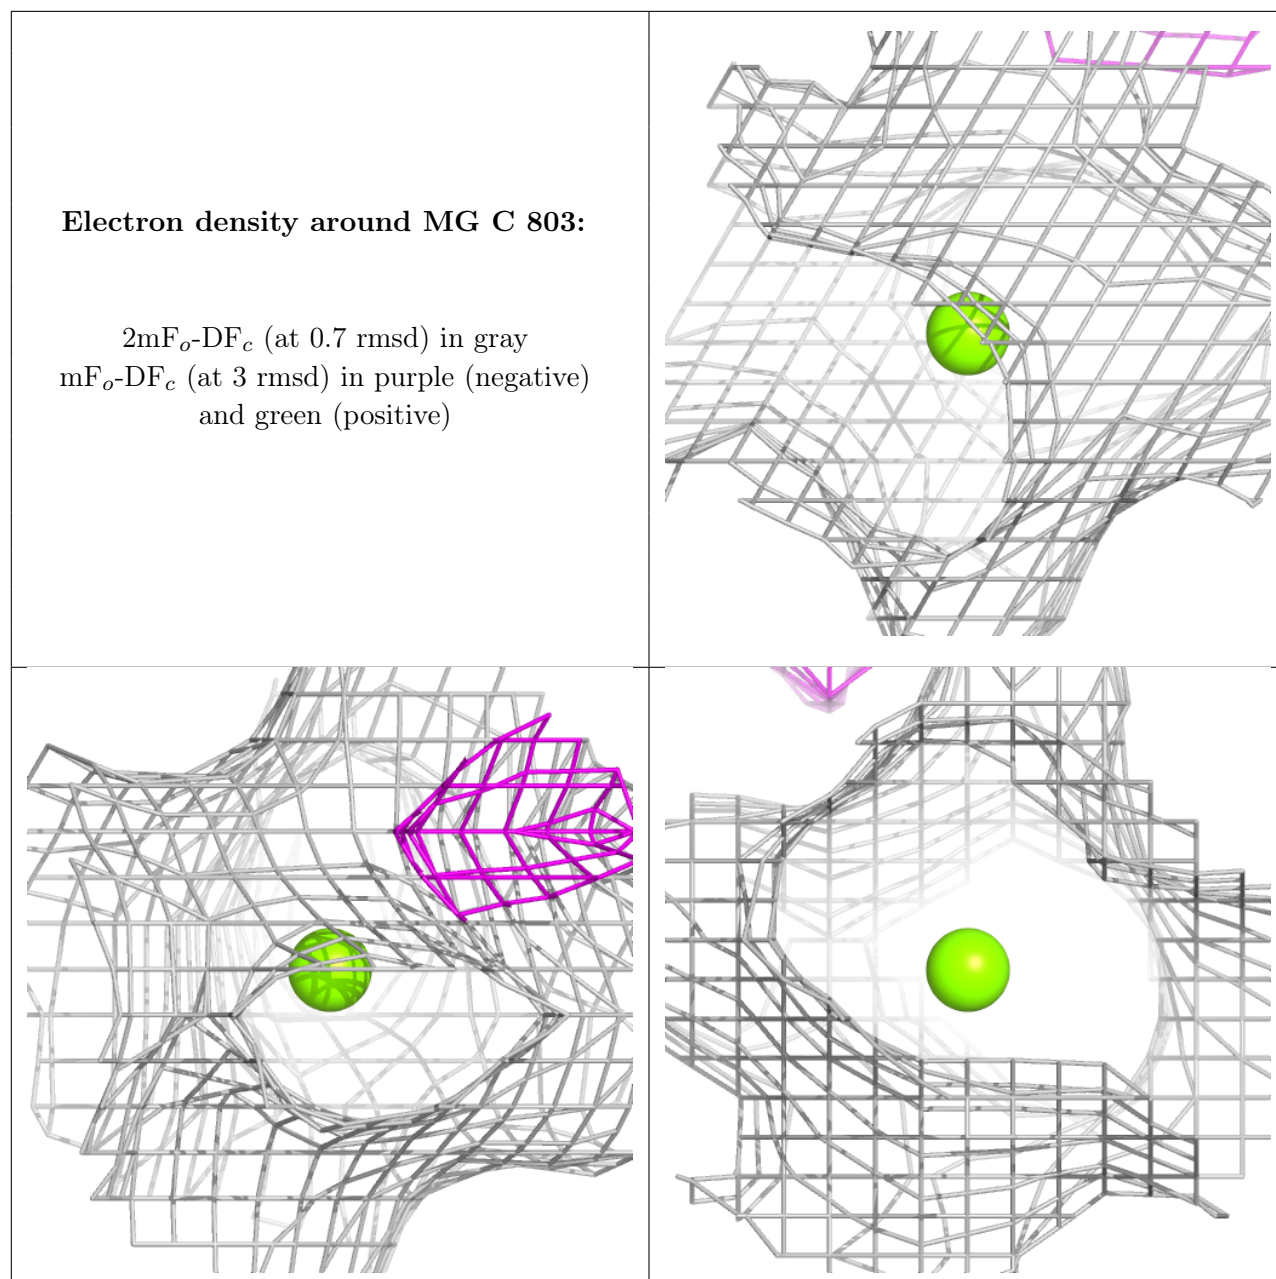 Electron density around MG C 803:
2mFo-DFc (at 0.7 rmsd) in gray
mFo-DFc (at 3 rmsd) in purple (negative)
and green (positive)